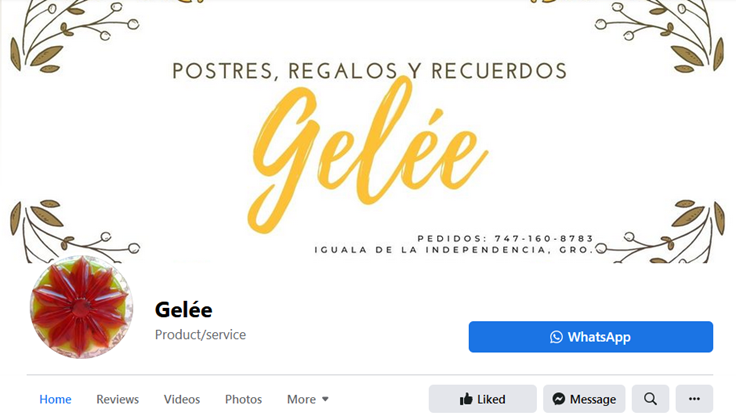 POSTRES, REGALOS Y RECUERDOS
Gelée
PEDIDOS: 747-160-8783
IGUALA DE LA INDEPENDENCIA, GRO.
Gelée
Product/service
WhatsApp
Home Reviews Videos Photos More Liked Message